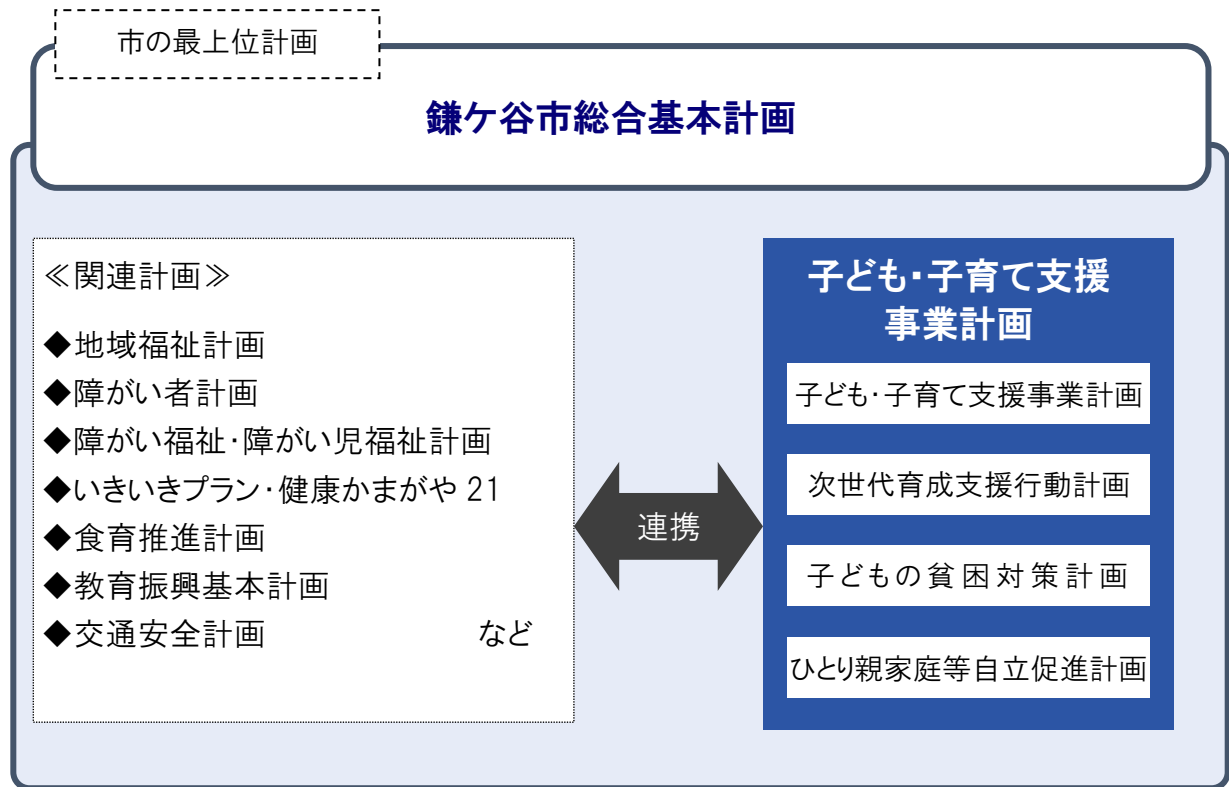 市の最上位計画
鎌ケ谷市総合基本計画
≪関連計画≫
◆地域福祉計画
◆障がい者計画
◆障がい福祉・障がい児福祉計画
◆いきいきプラン・健康かまがや 21
◆食育推進計画
◆教育振興基本計画
◆交通安全計画 など
連携
子ども・子育て支援
事業計画
子ども・子育て支援事業計画
次世代育成支援行動計画
子どもの貧困対策計画
ひとり親家庭等自立促進計画